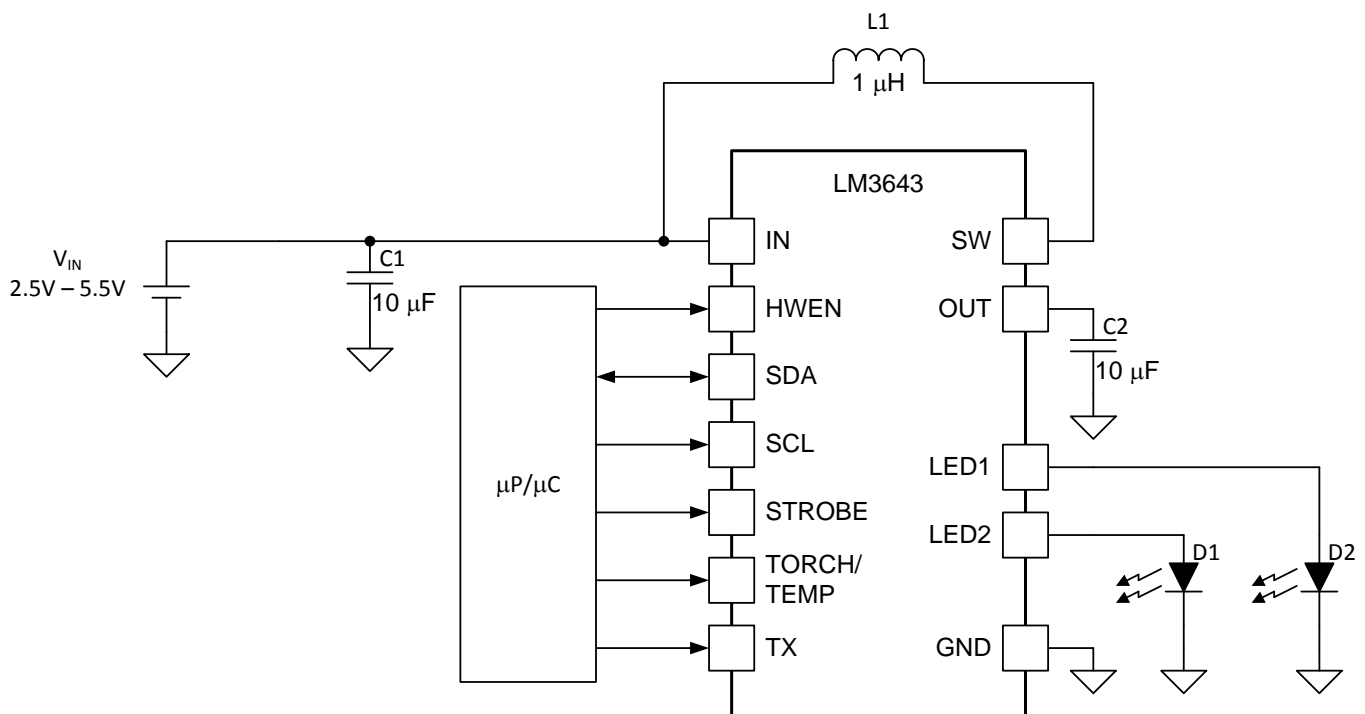 L1
1 μH
LM3643
IN
SW
V_IN
2.5V – 5.5V
C1
10 μF
HWEN
OUT
C2
10 μF
SDA
SCL
LED1
μP/μC
STROBE
LED2
D1
D2
TORCH/
TEMP
TX
GND